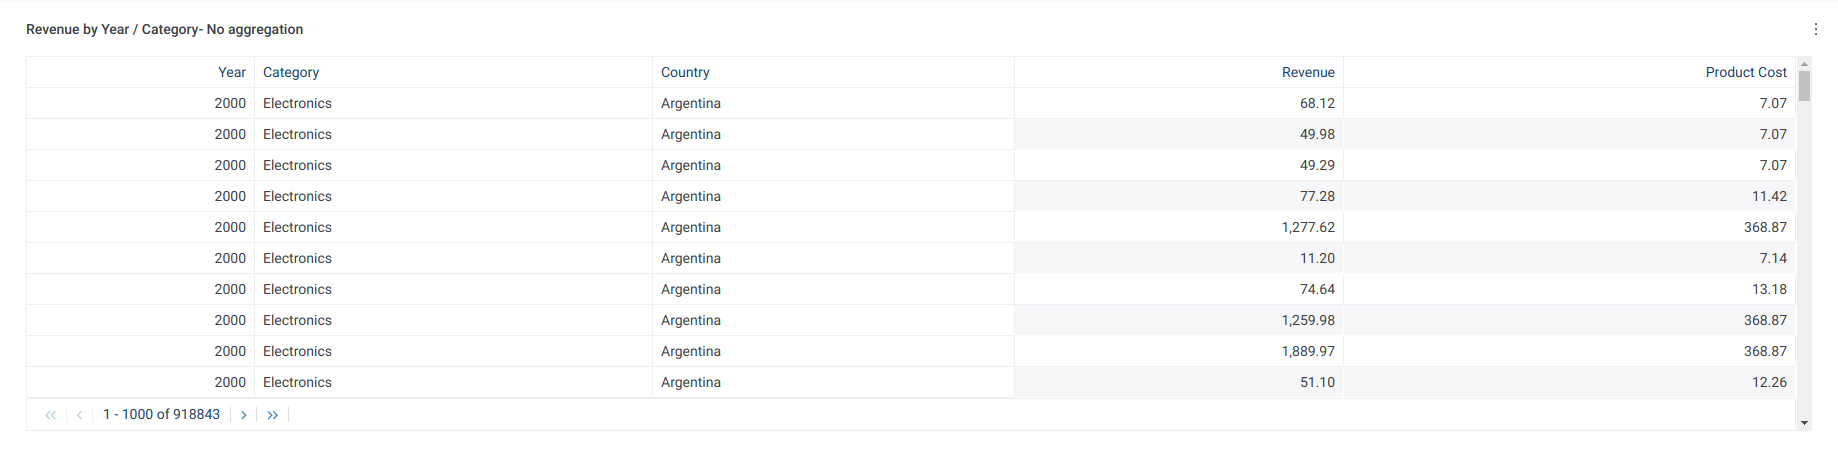 Revenue by Year / Category- No aggregation
Year Category Country Revenue Product Cost
2000 Electronics Argentina 68.12 7.07
2000 Electronics Argentina 49.98 7.07
2000 Electronics Argentina 49.29 7.07
2000 Electronics Argentina 77.28 11.42
2000 Electronics Argentina 1,277.62 368.87
2000 Electronics Argentina 11.20 7.14
2000 Electronics Argentina 74.64 13.18
2000 Electronics Argentina 1,259.98 368.87
2000 Electronics Argentina 1,889.97 368.87
2000 Electronics Argentina 51.10 12.26
1 - 1000 of 918843